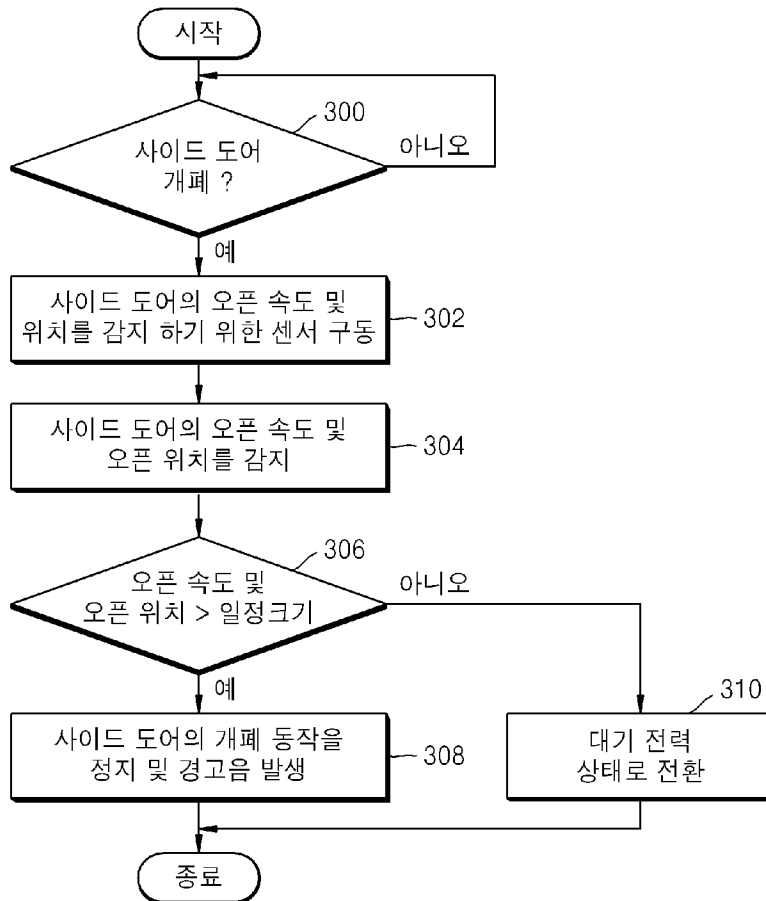 시작
300
사이드 도어
개폐 ?
아니오
예
사이드 도어의 오픈 속도 및
위치를 감지 하기 위한 센서 구동
302
사이드 도어의 오픈 속도 및
오픈 위치를 감지
304
306
오픈 속도 및
오픈 위치 > 일정크기
아니오
예
310
사이드 도어의 개폐 동작을
정지 및 경고음 발생
308
대기 전력
상태로 전환
종료